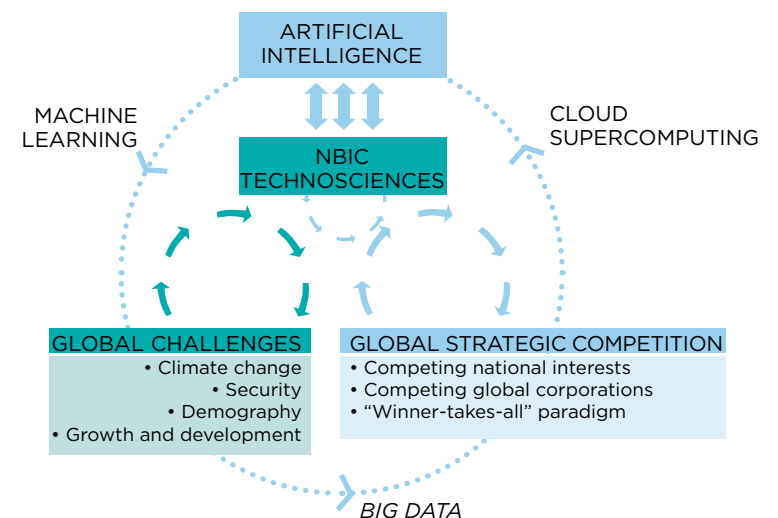 ARTIFICIAL
INTELLIGENCE
MACHINE
LEARNING
CLOUD
SUPERCOMPUTING
NBIC
TECHNOSCIENCES
GLOBAL CHALLENGES
• Climate change
• Security
• Demography
• Growth and development
GLOBAL STRATEGIC COMPETITION
• Competing national interests
• Competing global corporations
• “Winner-takes-all” paradigm
BIG DATA